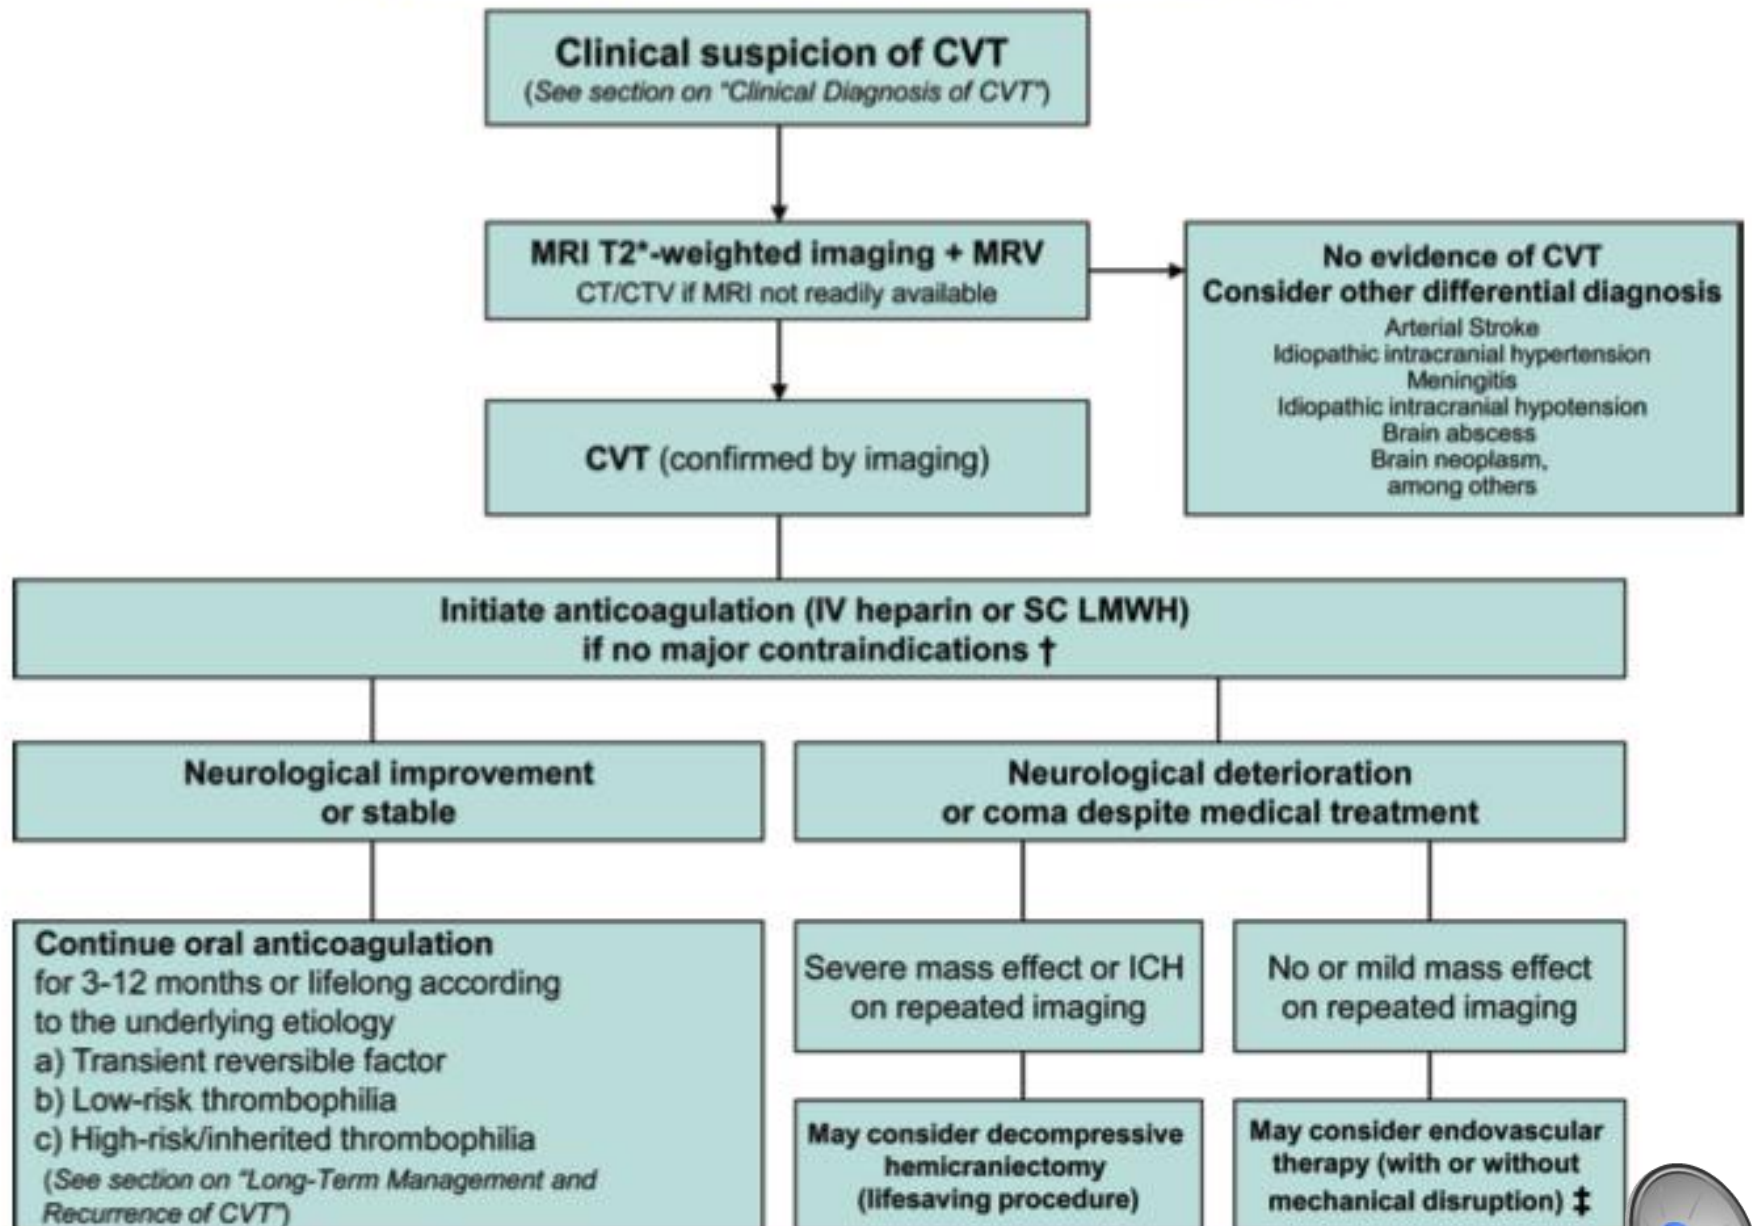 Clinical suspicion of CVT
(See section on "Clinical Diagnosis of CVT")
MRI T2*-weighted imaging + MRV
CT/CTV if MRI not readily available
No evidence of CVT
Consider other differential diagnosis
Arterial Stroke
Idiopathic intracranial hypertension
Meningitis
Idiopathic intracranial hypotension
Brain abscess
Brain neoplasm,
among others
CVT (confirmed by imaging)
Initiate anticoagulation (IV heparin or SC LMWH)
if no major contraindications †
Neurological improvement
or stable
Neurological deterioration
or coma despite medical treatment
Continue oral anticoagulation
for 3-12 months or lifelong according
to the underlying etiology
a) Transient reversible factor
b) Low-risk thrombophilia
c) High-risk/inherited thrombophilia
(See section on "Long-Term Management and
Recurrence of CVT")
Severe mass effect or ICH
on repeated imaging
No or mild mass effect
on repeated imaging
May consider decompressive
hemicraniectomy
(lifesaving procedure)
May consider endovascular
therapy (with or without
mechanical disruption) ‡